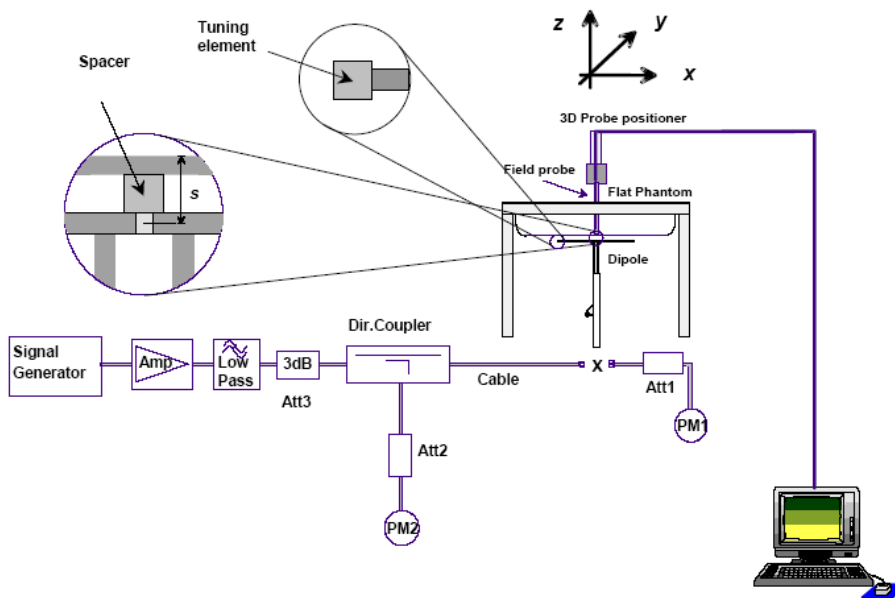 Tuning
element
Spacer
s
z
y
x
3D Probe positioner
Field probe
Flat Phantom
Dipole
Dir.Coupler
Signal
Generator
Amp
Low
Pass
3dB
Att3
Cable
x
Att1
PM1
Att2
PM2